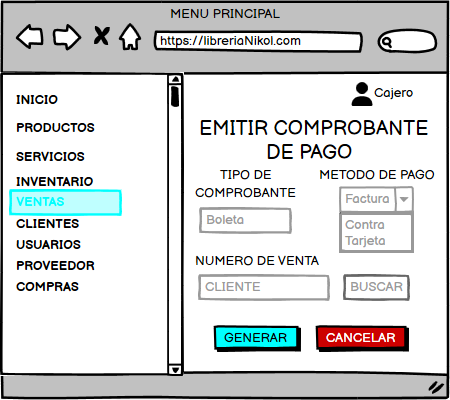 MENU PRINCIPAL
https://libreriaNikol.com
INICIO
PRODUCTOS
SERVICIOS
INVENTARIO
VENTAS
CLIENTES
USUARIOS
PROVEEDOR
COMPRAS
Cajero
EMITIR COMPROBANTE
DE PAGO
TIPO DE
COMPROBANTE
METODO DE PAGO
Boleta
Factura
Contra
Tarjeta
NUMERO DE VENTA
CLIENTE
BUSCAR
GENERAR
CANCELAR